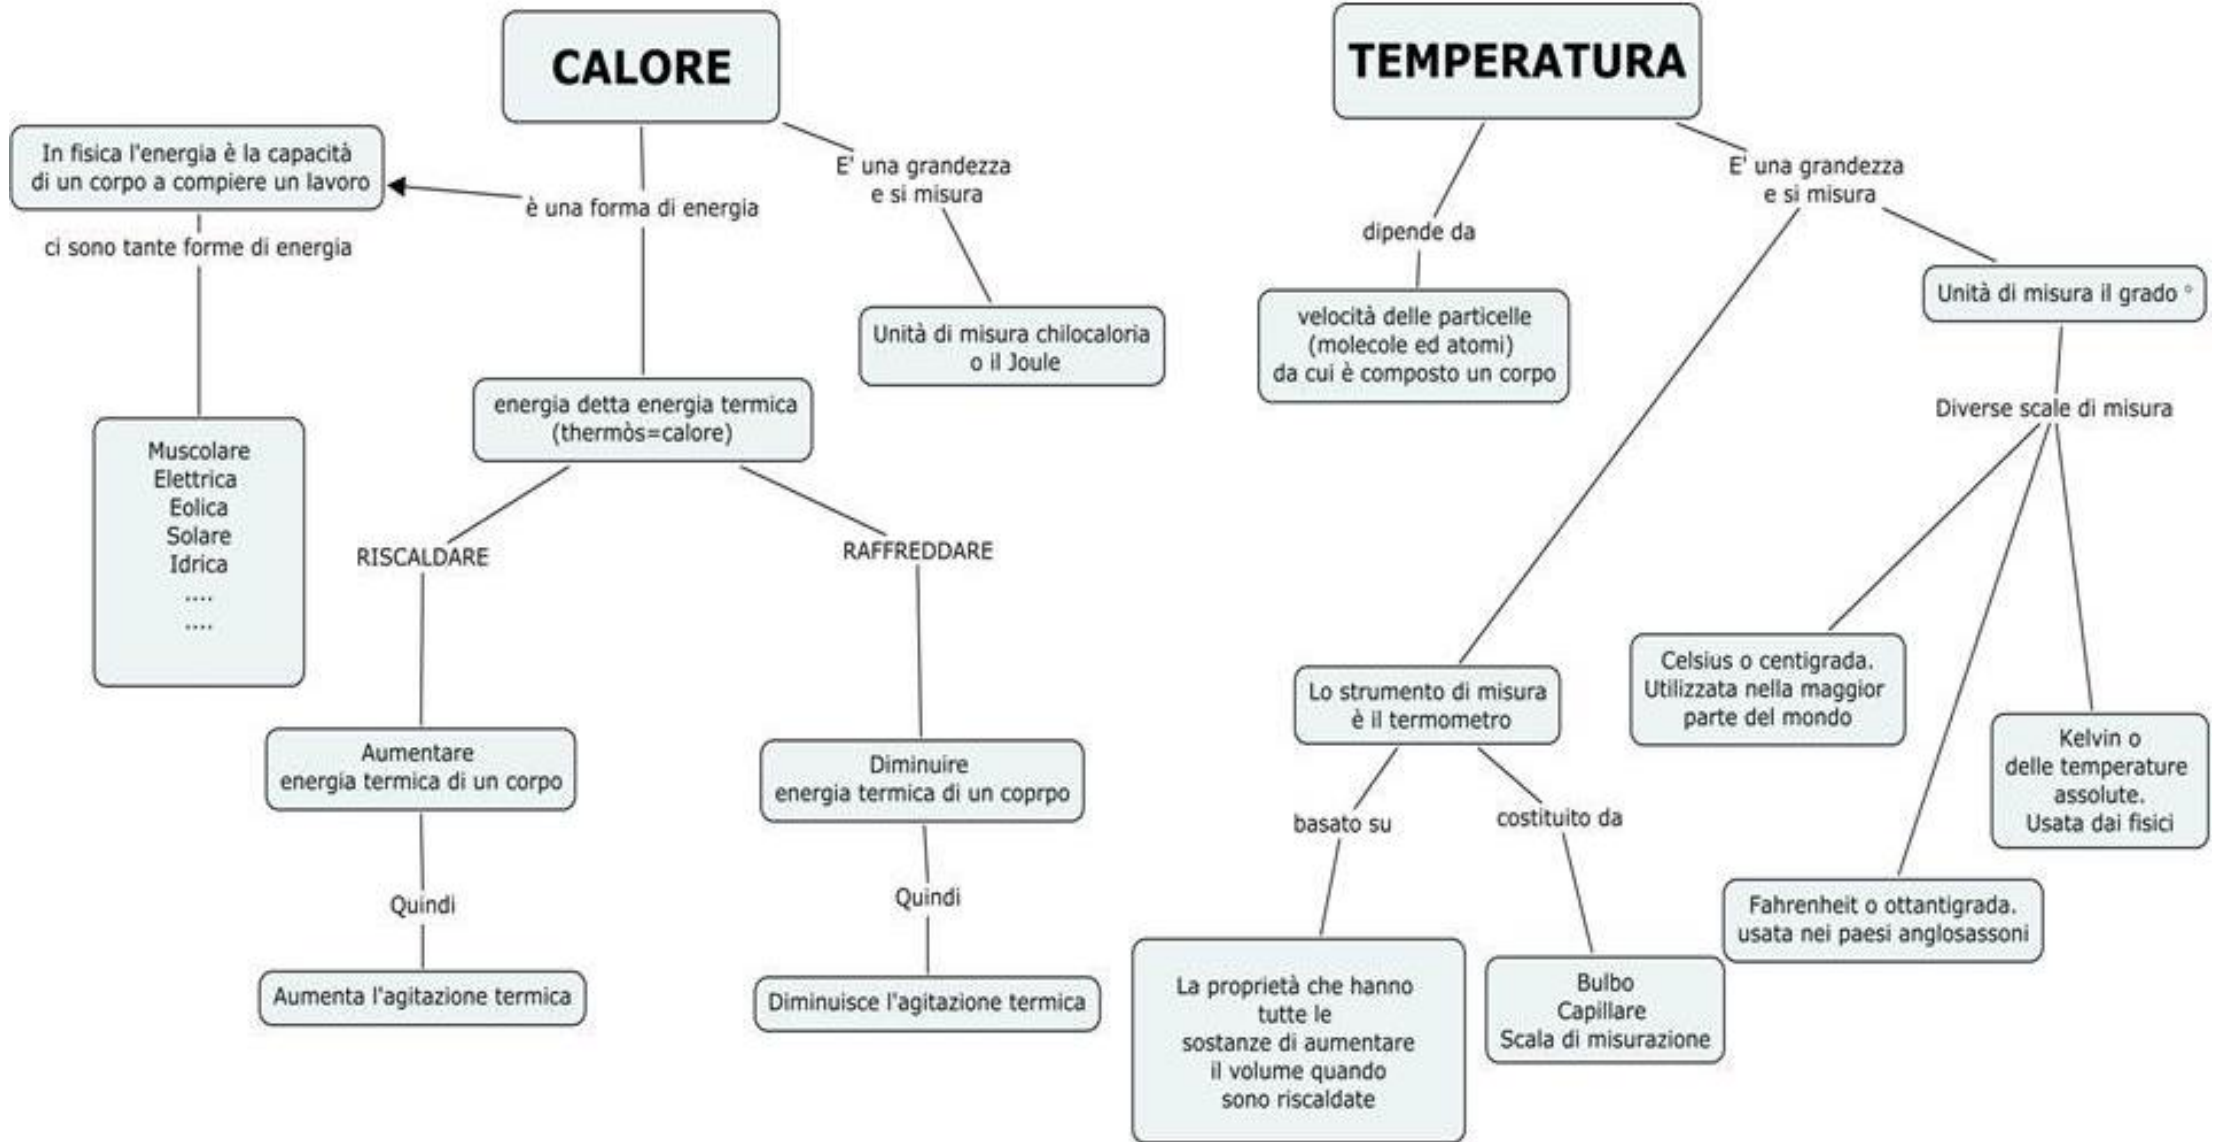 CALORE
In fisica l'energia è la capacità
di un corpo a compiere un lavoro
è una forma di energia
E' una grandezza
e si misura
ci sono tante forme di energia
Unità di misura chilocaloria
o il Joule
energia detta energia termica
(thermòs=calore)
Muscolare
Elettrica
Eolica
Solare
Idrica
....
....
RISCALDARE
RAFFREDDARE
Aumentare
energia termica di un corpo
Diminuire
energia termica di un coprpo
Quindi
Quindi
Aumenta l'agitazione termica
Diminuisce l'agitazione termica
TEMPERATURA
E' una grandezza
e si misura
dipende da
velocità delle particelle
(molecole ed atomi)
da cui è composto un corpo
Unità di misura il grado °
Diverse scale di misura
Lo strumento di misura
è il termometro
Celsius o centigrada.
Utilizzata nella maggior
parte del mondo
Kelvin o
delle temperature
assolute.
Usata dai fisici
Fahrenheit o ottantigrada.
usata nei paesi anglosassoni
basato su
costituito da
La proprietà che hanno
tutte le
sostanze di aumentare
il volume quando
sono riscaldate
Bulbo
Capillare
Scala di misurazione